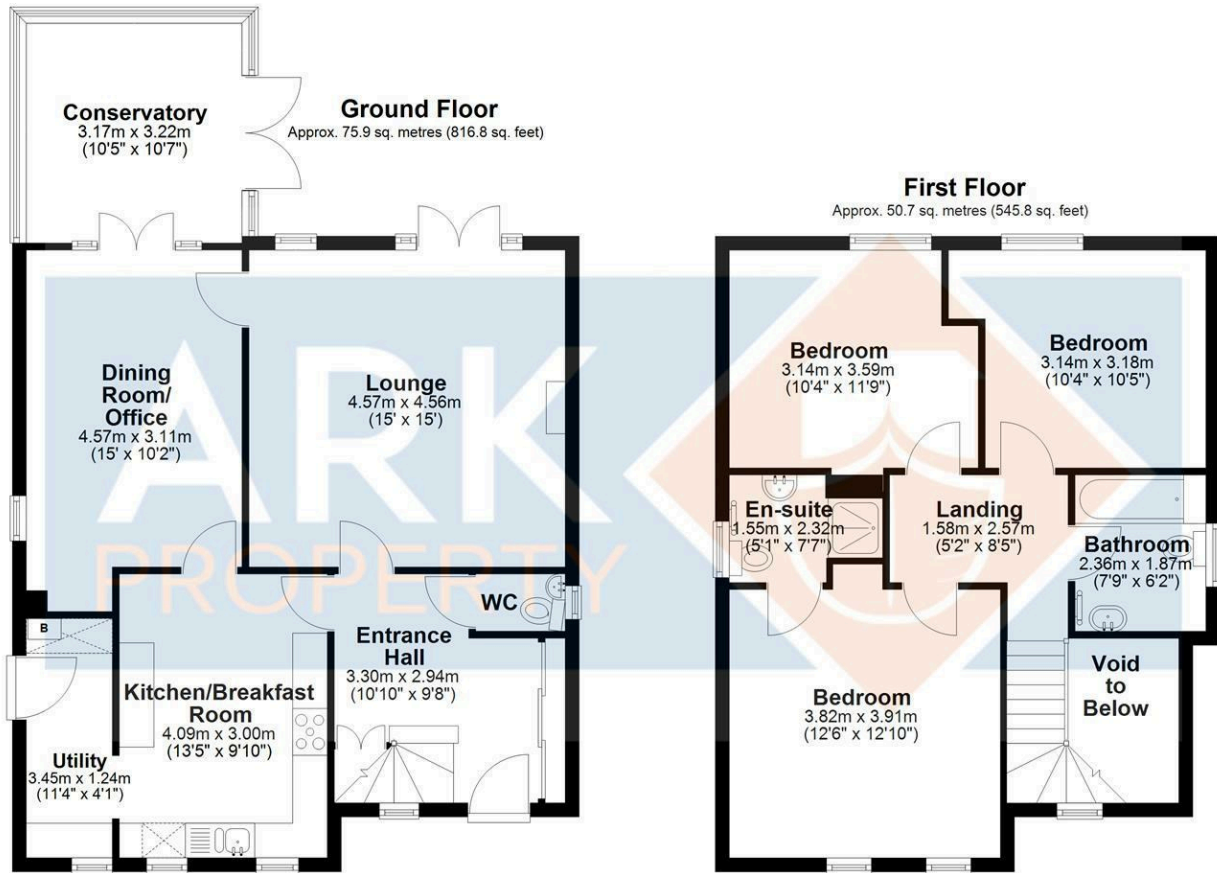 Conservatory
3.17m x 3.22m
(10'5" x 10'7")
Ground Floor
Approx. 75.9 sq. metres (816.8 sq. feet)
Dining
Room/
Office
4.57m x 3.11m
(15' x 10'2")
Lounge
4.57m x 4.56m
(15' x 15')
WC
Entrance
Hall
3.30m x 2.94m
(10'10" x 9'8")
B
Kitchen/Breakfast
Room
4.09m x 3.00m
(13'5" x 9'10")
Utility
3.45m x 1.24m
(11'4" x 4'1")
First Floor
Approx. 50.7 sq. metres (545.8 sq. feet)
Bedroom
3.14m x 3.59m
(10'4" x 11'9")
Bedroom
3.14m x 3.18m
(10'4" x 10'5")
En-suite
1.55m x 2.32m
(5'1" x 7'7")
Landing
1.58m x 2.57m
(5'2" x 8'5")
Bathroom
2.36m x 1.87m
(7'9" x 6'2")
Bedroom
3.82m x 3.91m
(12'6" x 12'10")
Void
to
Below
ARK
PROPERTY